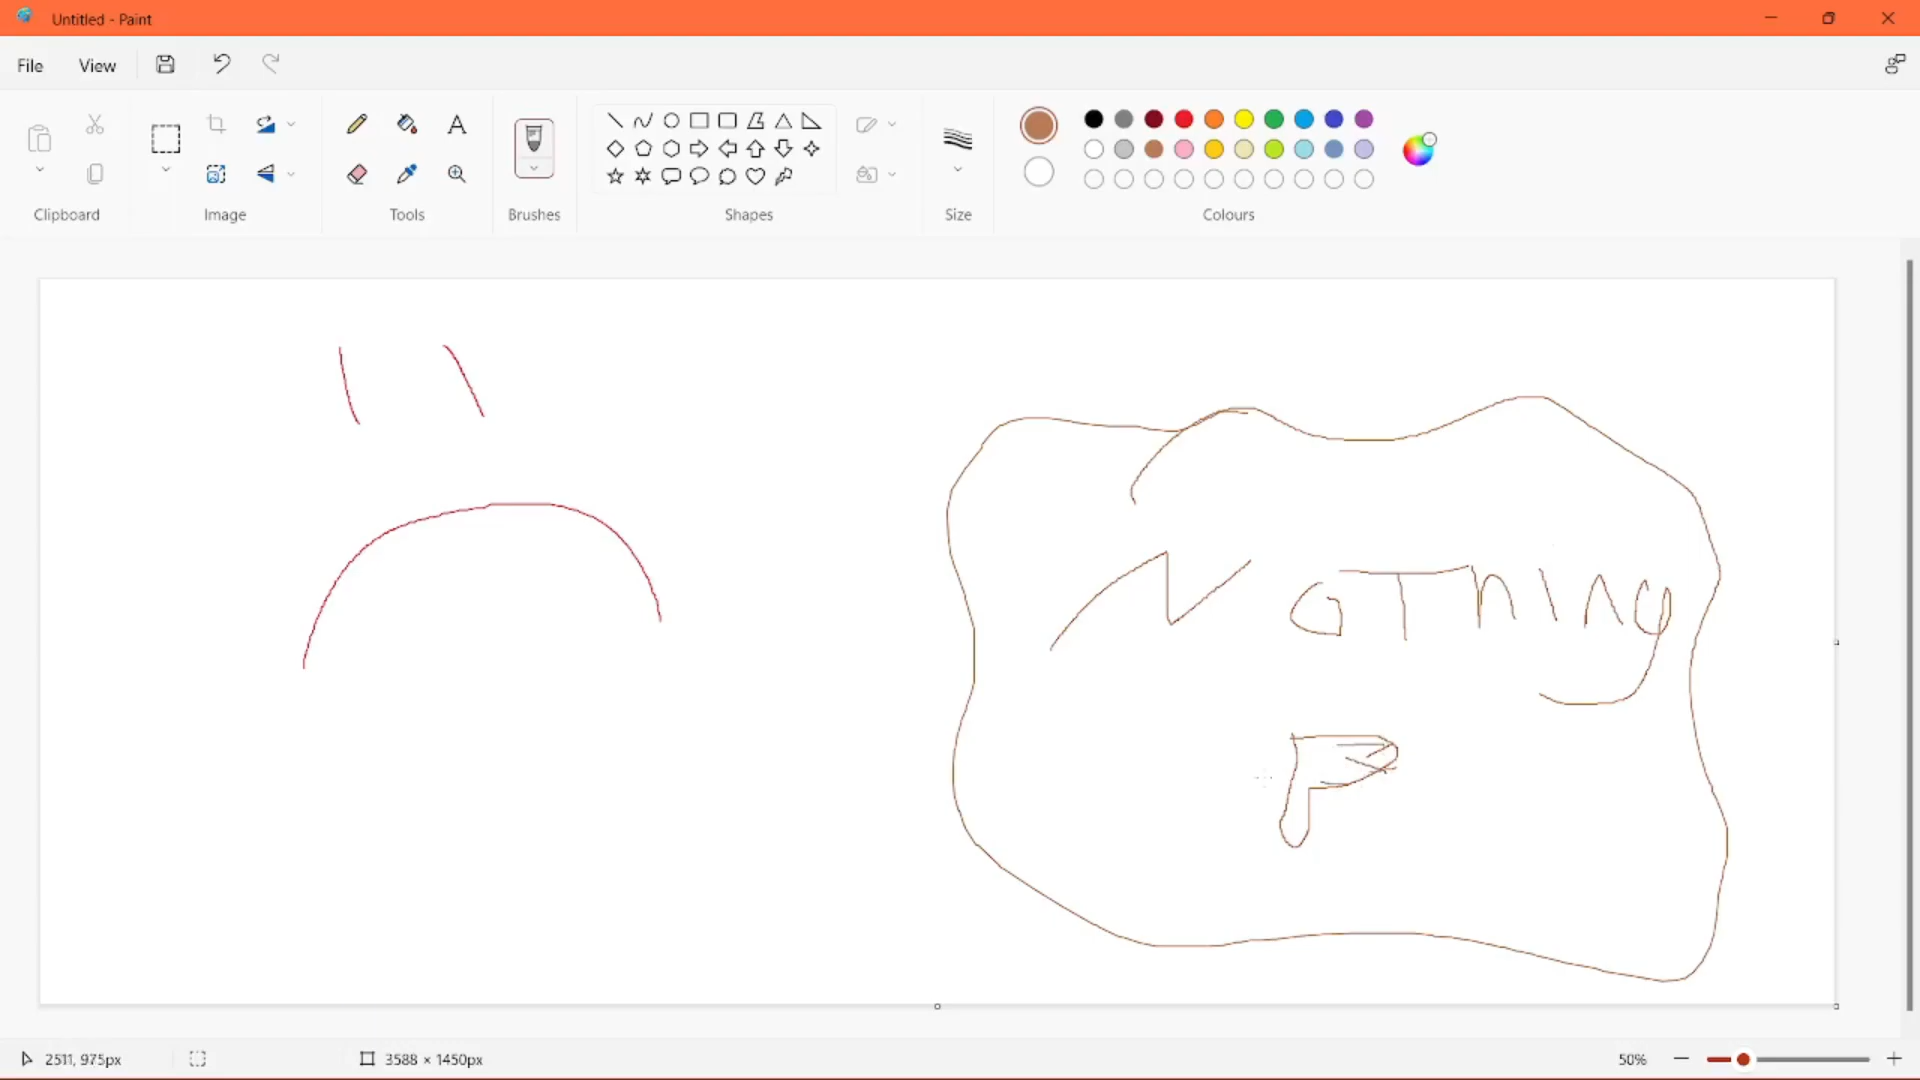 Untitled - Paint
File View
Clipboard Image Tools Brushes Shapes Size Colours
NoThing
P
2511, 975px 3588 × 1450px 50%